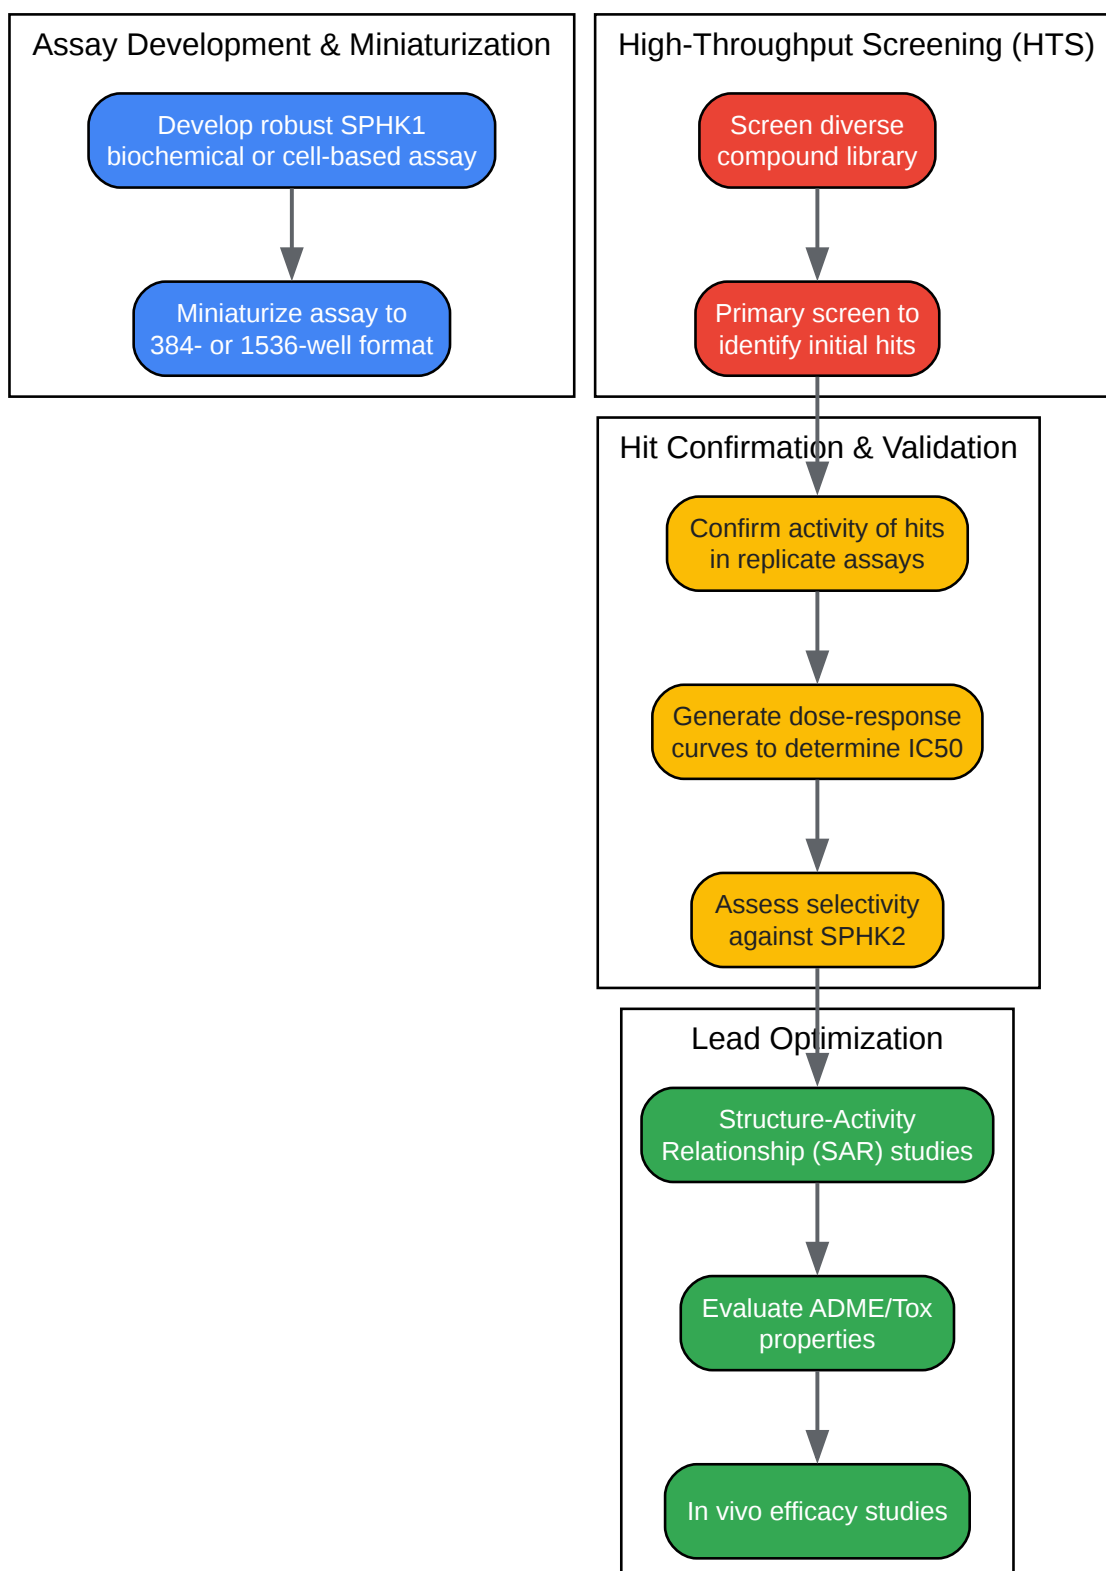 Assay Development & Miniaturization
Develop robust SPHK1
biochemical or cell-based assay
Miniaturize assay to
384- or 1536-well format
High-Throughput Screening (HTS)
Screen diverse
compound library
Primary screen to
identify initial hits
Hit Confirmation & Validation
Confirm activity of hits
in replicate assays
Generate dose-response
curves to determine IC50
Assess selectivity
against SPHK2
Lead Optimization
Structure-Activity
Relationship (SAR) studies
Evaluate ADME/Tox
properties
In vivo efficacy studies